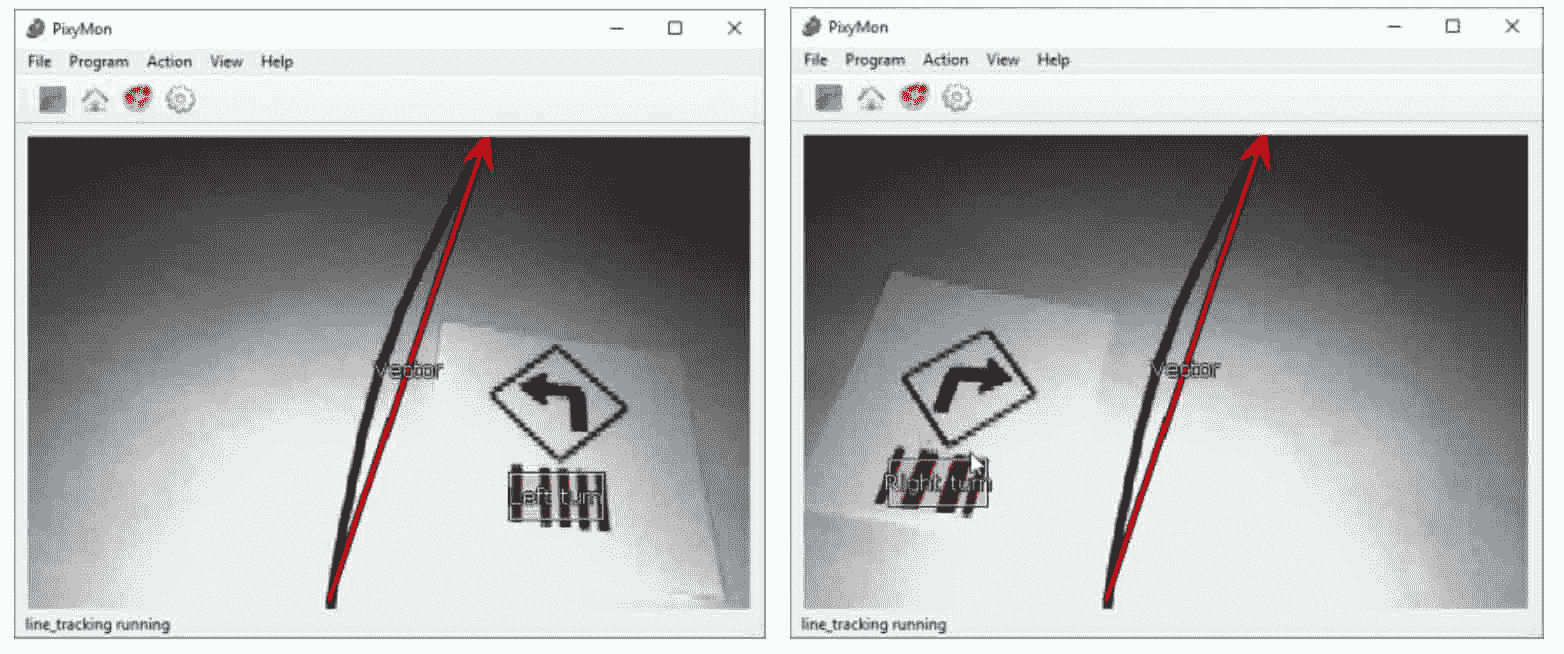 PixyMon
File Program Action View Help
Vector
Left turn
line_tracking running
PixyMon
File Program Action View Help
Vector
Right turn
line_tracking running